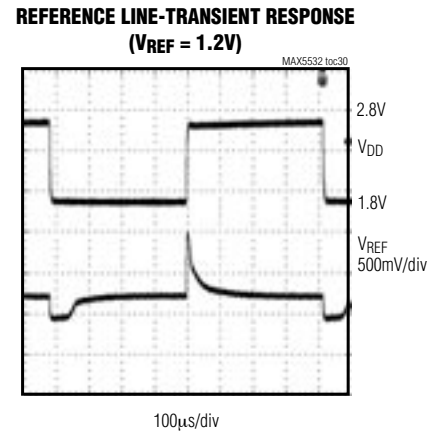 REFERENCE LINE-TRANSIENT RESPONSE
(VREF = 1.2V)
MAX5532 toc30
2.8V
VDD
1.8V
VREF
500mV/div
100μs/div